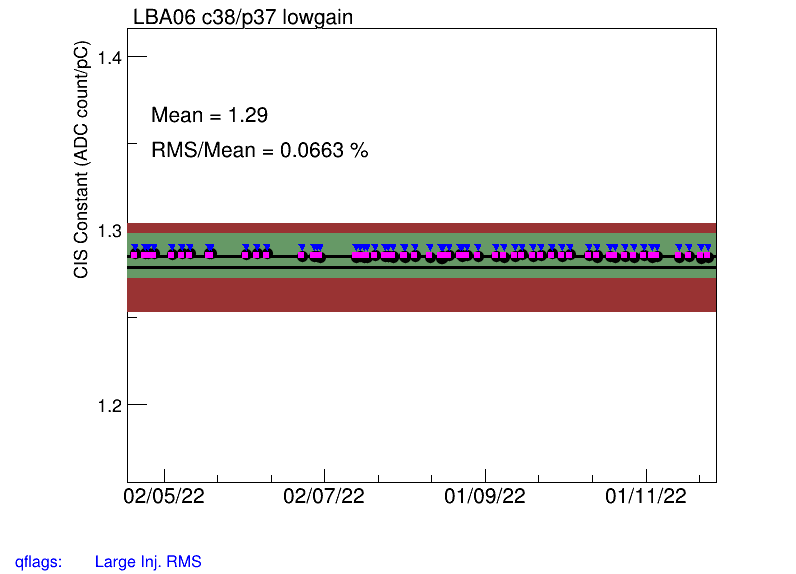 LBA06 c38/p37 lowgain
CIS Constant (ADC count/pC)
1.4
Mean = 1.29
RMS/Mean = 0.0663 %
1.3
1.2
02/05/22 02/07/22 01/09/22 01/11/22
qflags: Large Inj. RMS